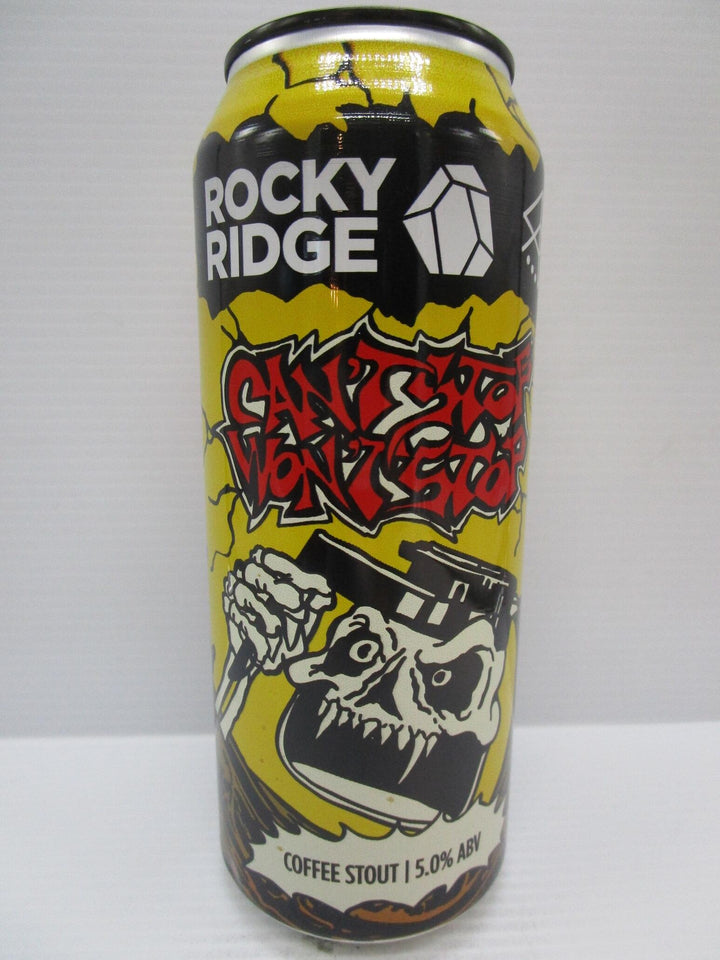 ROCKY
RIDGE
CAN'T STOP
WON'T STOP
COFFEE STOUT | 5.0% ABV